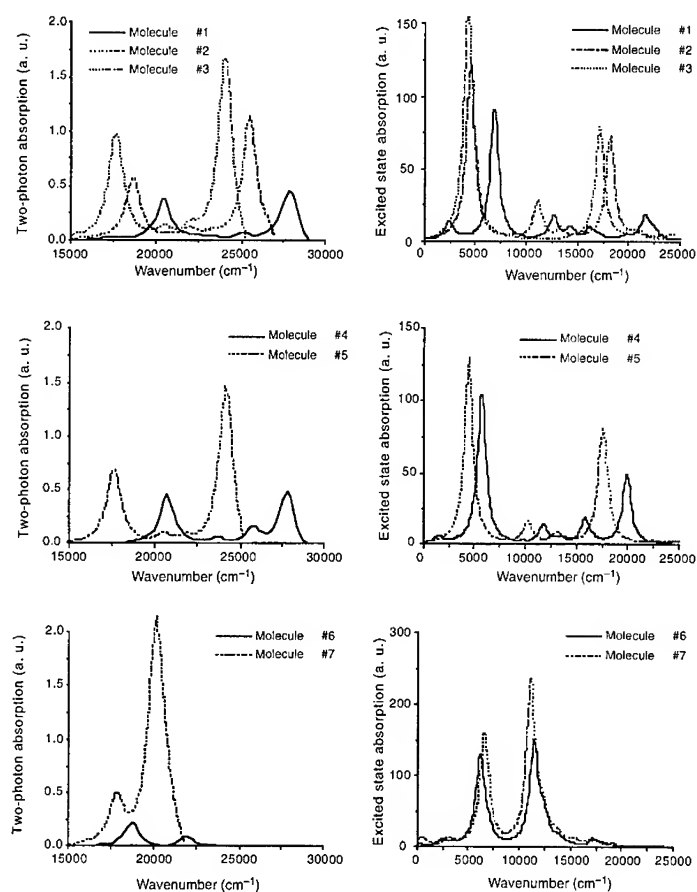 Two-photon absorption (a. u.)
2.0
1.5
1.0
0.5
0.0
15000 20000 25000 30000
Wavenumber (cm⁻¹)
Molecule #1
Molecule #2
Molecule #3
Excited state absorption (a. u.)
150
100
50
0
0 5000 10000 15000 20000 25000
Wavenumber (cm⁻¹)
Molecule #1
Molecule #2
Molecule #3
Two-photon absorption (a. u.)
2.0
1.5
1.0
0.5
0.0
15000 20000 25000 30000
Wavenumber (cm⁻¹)
Molecule #4
Molecule #5
Excited state absorption (a. u.)
150
100
50
0
0 5000 10000 15000 20000 25000
Wavenumber (cm⁻¹)
Molecule #4
Molecule #5
Two-photon absorption (a. u.)
2.0
1.5
1.0
0.5
0.0
15000 20000 25000 30000
Wavenumber (cm⁻¹)
Molecule #6
Molecule #7
Excited state absorption (a. u.)
300
200
100
0
0 5000 10000 15000 20000 25000
Wavenumber (cm⁻¹)
Molecule #6
Molecule #7